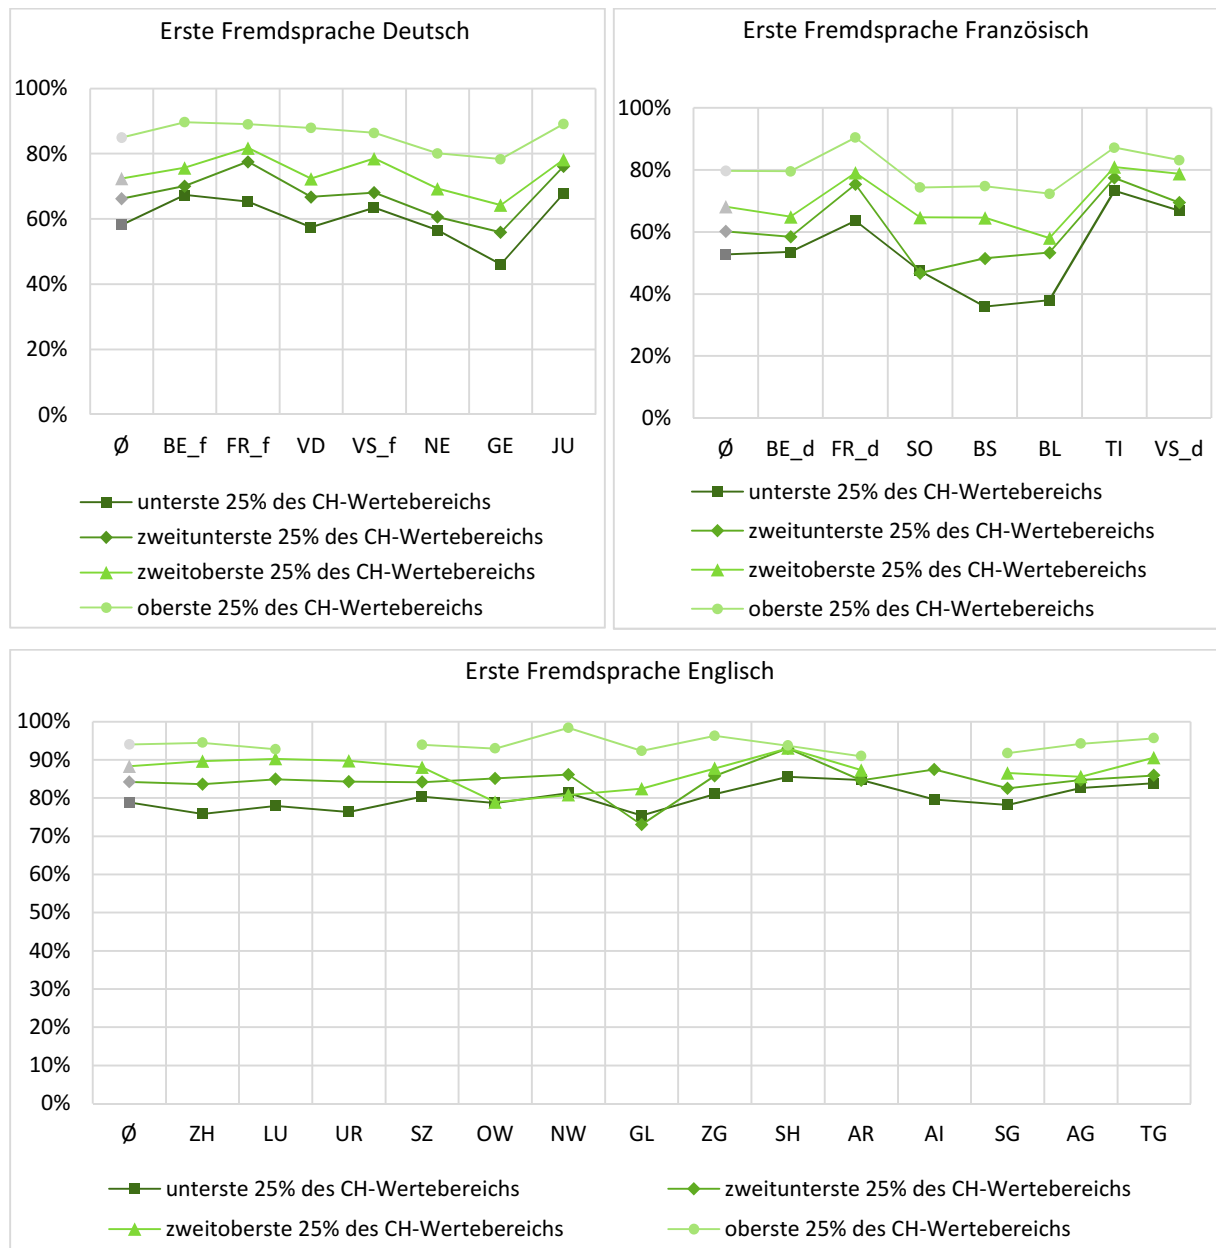 Erste Fremdsprache Deutsch
100%
80%
60%
40%
20%
0%
Ø BE_f FR_f VD VS_f NE GE JU
unterste 25% des CH-Wertebereichs
zweitunterste 25% des CH-Wertebereichs
zweitoberste 25% des CH-Wertebereichs
oberste 25% des CH-Wertebereichs
Erste Fremdsprache Französisch
100%
80%
60%
40%
20%
0%
Ø BE_d FR_d SO BS BL TI VS_d
unterste 25% des CH-Wertebereichs
zweitunterste 25% des CH-Wertebereichs
zweitoberste 25% des CH-Wertebereichs
oberste 25% des CH-Wertebereichs
Erste Fremdsprache Englisch
100%
90%
80%
70%
60%
50%
40%
30%
20%
10%
0%
Ø ZH LU UR SZ OW NW GL ZG SH AR AI SG AG TG
unterste 25% des CH-Wertebereichs zweitunterste 25% des CH-Wertebereichs
zweitoberste 25% des CH-Wertebereichs oberste 25% des CH-Wertebereichs